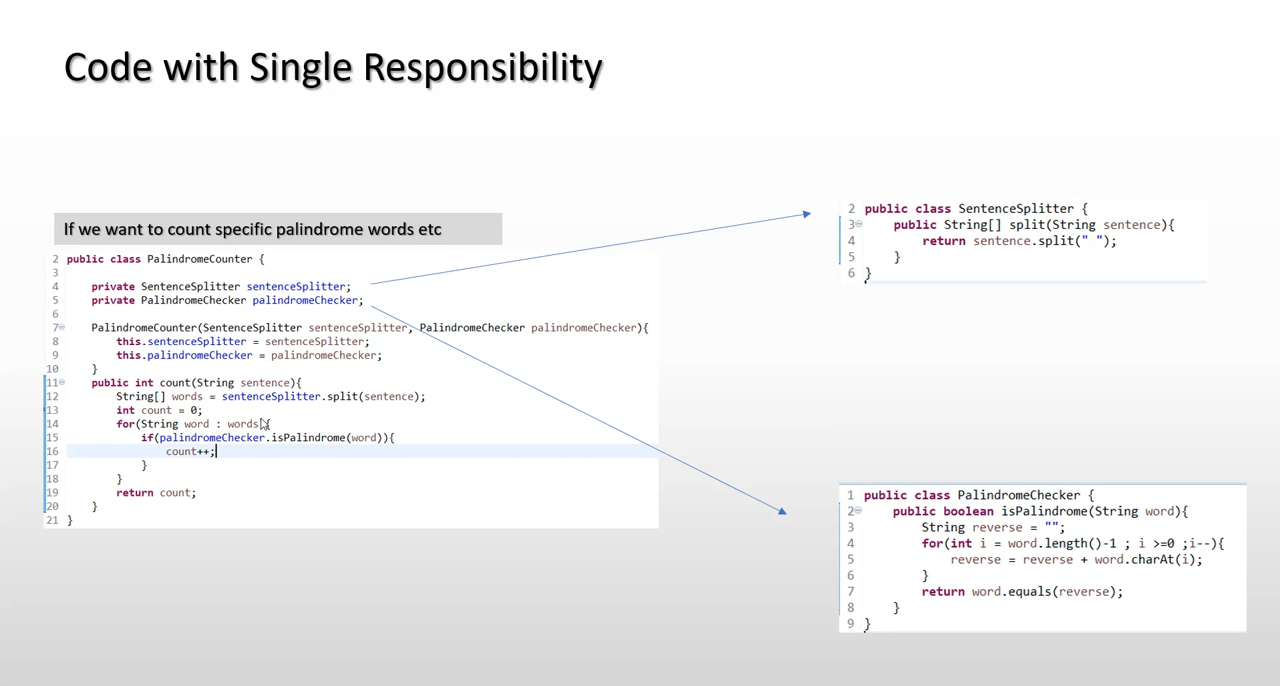 Code with Single Responsibility
If we want to count specific palindrome words etc
2 public class PalindromeCounter {
3
4 private SentenceSplitter sentenceSplitter;
5 private PalindromeChecker palindromeChecker;
6
7 PalindromeCounter(SentenceSplitter sentenceSplitter, PalindromeChecker palindromeChecker){
8 this.sentenceSplitter = sentenceSplitter;
9 this.palindromeChecker = palindromeChecker;
10 }
11 public int count(String sentence){
12 String[] words = sentenceSplitter.split(sentence);
13 int count = 0;
14 for(String word : words){
15 if(palindromeChecker.isPalindrome(word)){
16 count++;
17 }
18 }
19 return count;
20 }
21 }
2 public class SentenceSplitter {
3 public String[] split(String sentence){
4 return sentence.split(" ");
5 }
6 }
1 public class PalindromeChecker {
2 public boolean isPalindrome(String word){
3 String reverse = "";
4 for(int i = word.length()-1 ; i >=0 ;i--){
5 reverse = reverse + word.charAt(i);
6 }
7 return word.equals(reverse);
8 }
9 }